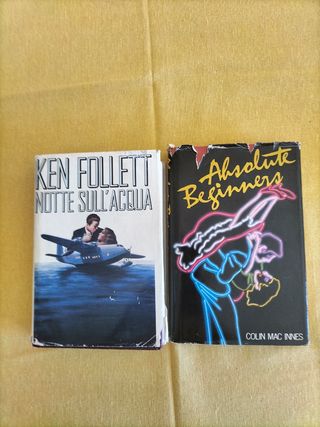 KEN FOLLETT
NOTTE SULL'ACQUA
Absolute
Beginners
COLIN MAC INNES